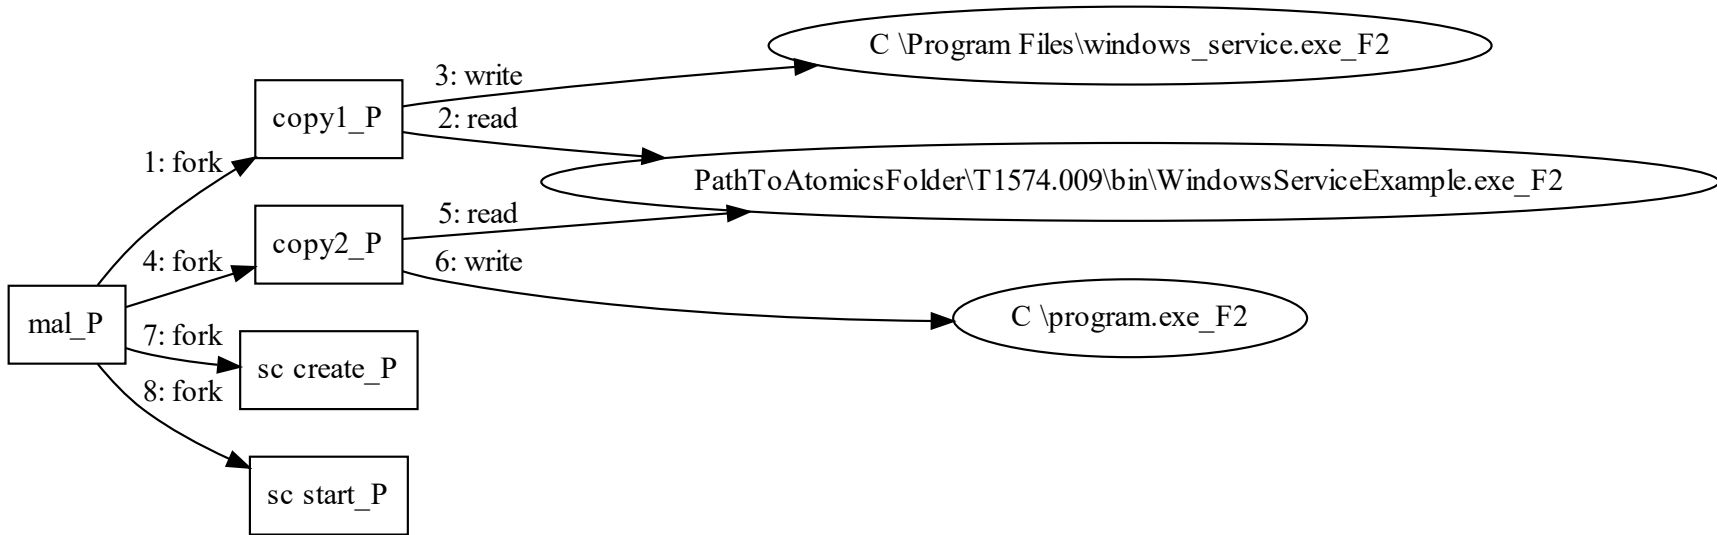 C \Program Files\windows_service.exe_F2
3: write
copy1_P
2: read
1: fork
PathToAtomicsFolder\T1574.009\bin\WindowsServiceExample.exe_F2
5: read
copy2_P
4: fork
6: write
mal_P
C \program.exe_F2
7: fork
sc create_P
8: fork
sc start_P